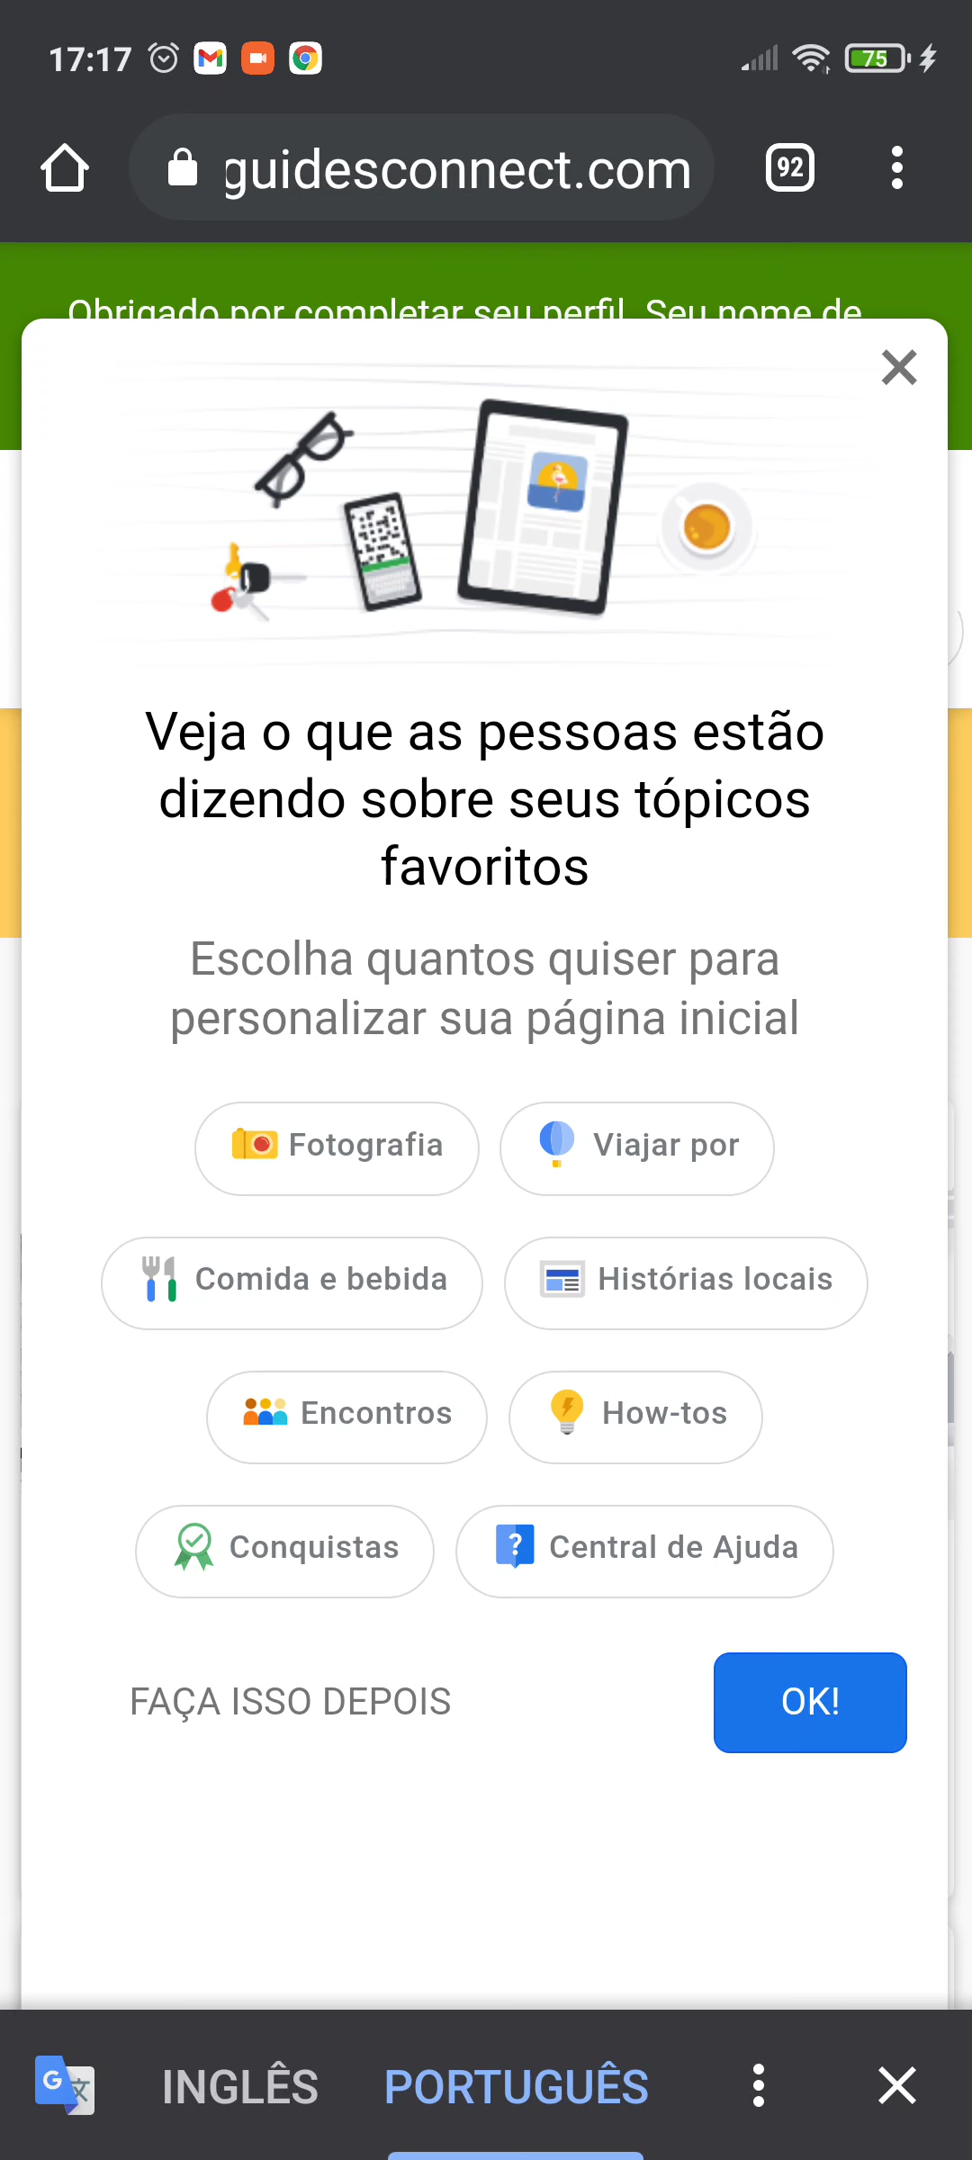 17:17
75
guidesconnect.com
92
Obrigado por completar seu perfil. Seu nome de
Veja o que as pessoas estão
dizendo sobre seus tópicos
favoritos
Escolha quantos quiser para
personalizar sua página inicial
Fotografia
Viajar por
Comida e bebida
Histórias locais
Encontros
How-tos
Conquistas
Central de Ajuda
FAÇA ISSO DEPOIS
OK!
INGLÊS
PORTUGUÊS